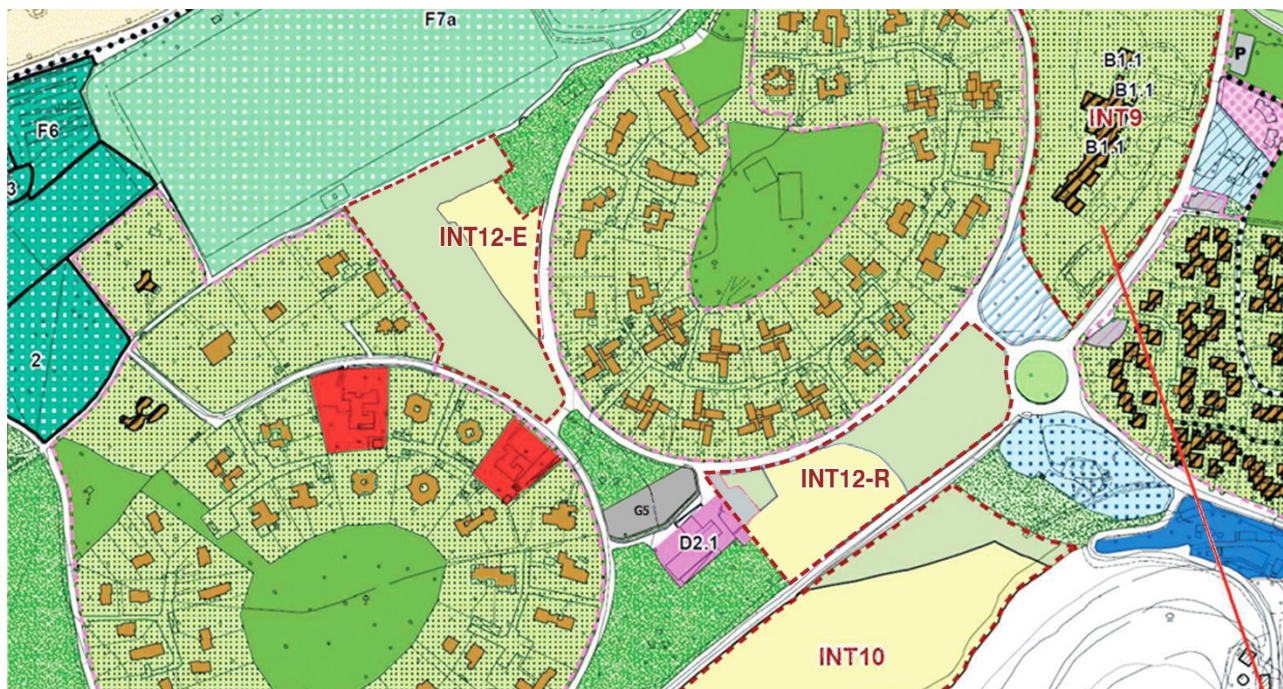 F7a
B1.1
P
B1.1
INT9
F6
B1.1
3
INT12-E
2
INT12-R
G5
D2.1
INT10